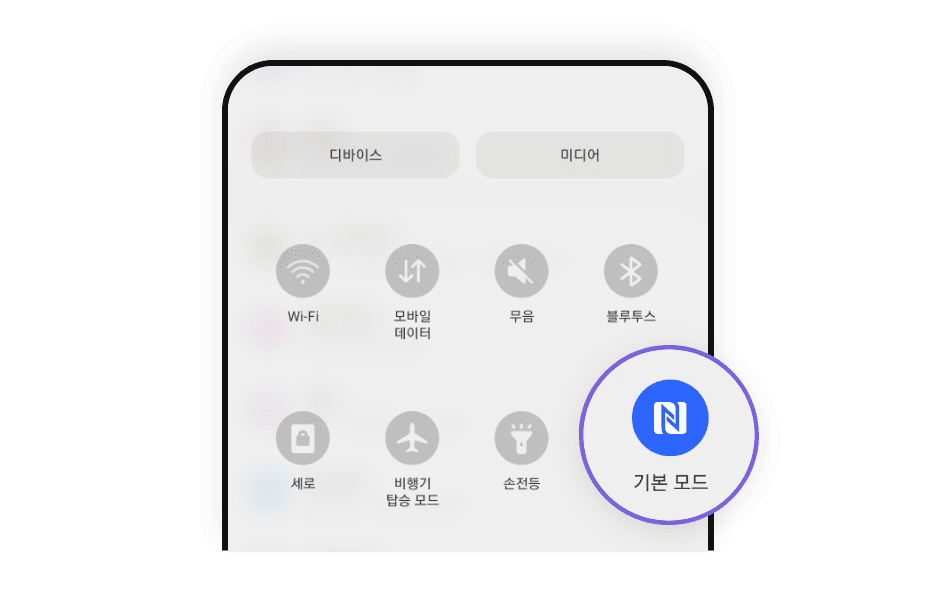 디바이스
미디어
Wi-Fi
모바일
데이터
무음
블루투스
세로
비행기
탑승 모드
손전등
기본 모드